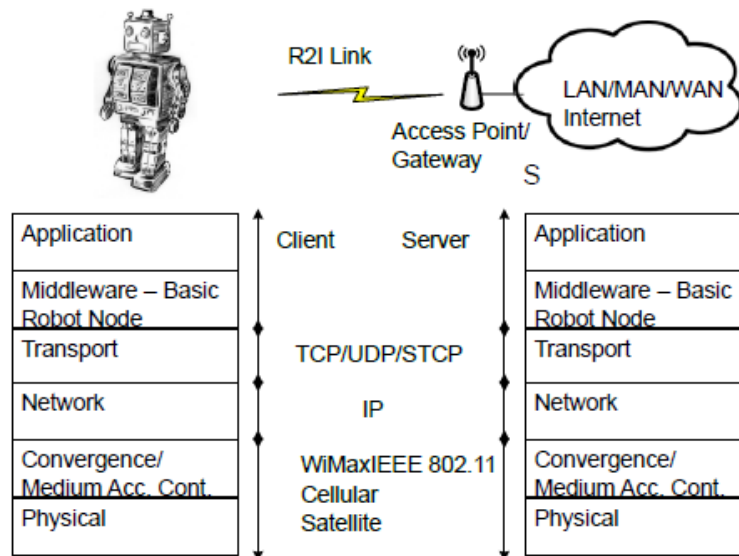 R2I Link
LAN/MAN/WAN
Internet
Access Point/
Gateway
S
Application
Client
Server
Application
Middleware – Basic
Robot Node
Middleware – Basic
Robot Node
Transport
TCP/UDP/STCP
Transport
Network
IP
Network
Convergence/
Medium Acc. Cont.
WiMaxIEEE 802.11
Cellular
Satellite
Convergence/
Medium Acc. Cont.
Physical
Physical